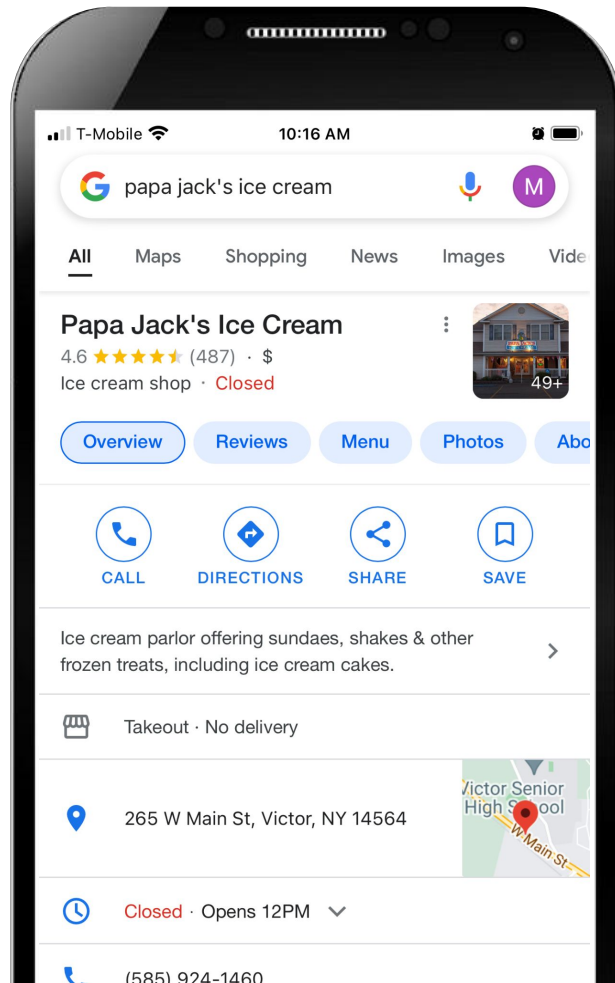 T-Mobile 10:16 AM
papa jack's ice cream M
All Maps Shopping News Images Vide
Papa Jack's Ice Cream
4.6 (487) · $
Ice cream shop · Closed
49+
Overview Reviews Menu Photos Abo
CALL DIRECTIONS SHARE SAVE
Ice cream parlor offering sundaes, shakes & other
frozen treats, including ice cream cakes.
Takeout · No delivery
Victor Senior
High School
265 W Main St, Victor, NY 14564
W Main St
Closed · Opens 12PM
(585) 924-1460